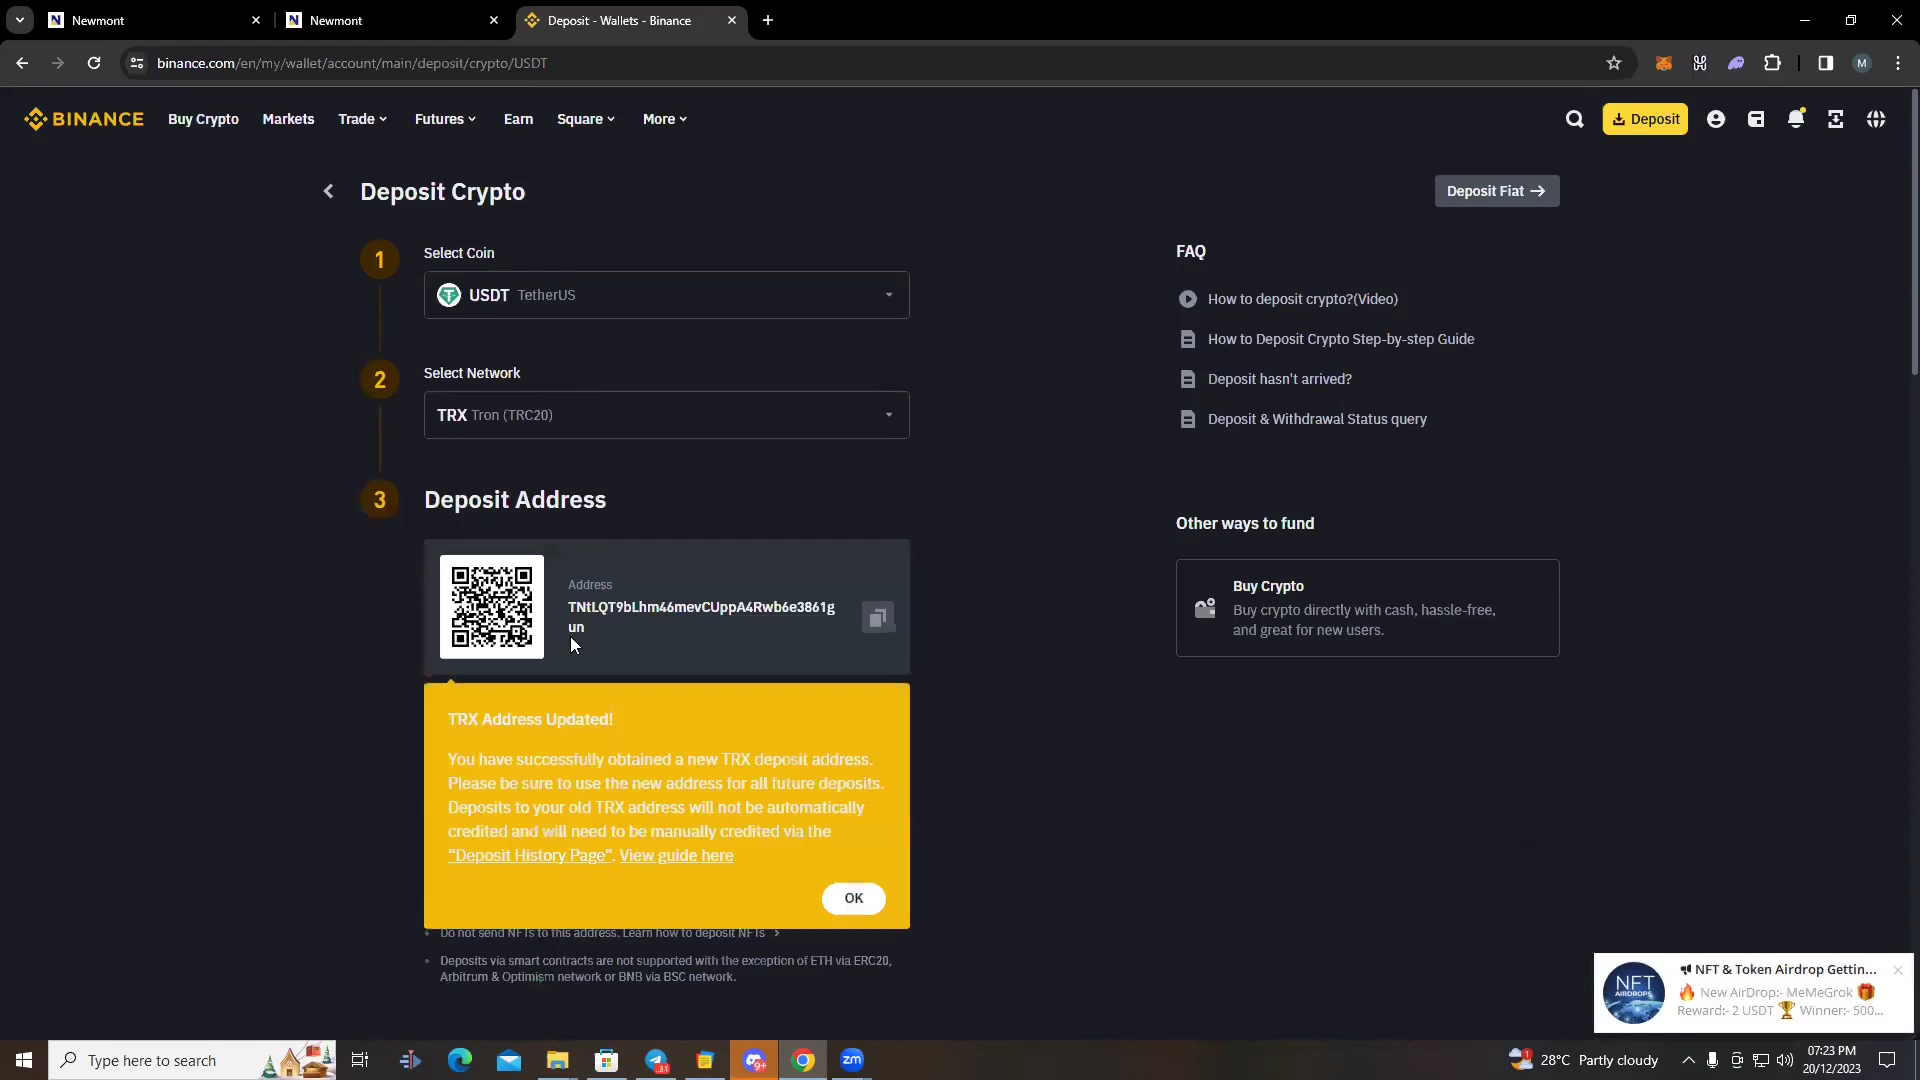 Newmont
Newmont
Deposit - Wallets - Binance
binance.com/en/my/wallet/account/main/deposit/crypto/USDT
M
BINANCE
Buy Crypto
Markets
Trade
Futures
Earn
Square
More
Deposit
Deposit Crypto
Deposit Fiat
1
Select Coin
USDT TetherUS
2
Select Network
TRX Tron (TRC20)
3
Deposit Address
Address
TNtLQT9bLhm46mevCUppA4Rwb6e3861g
un
TRX Address Updated!
You have successfully obtained a new TRX deposit address.
Please be sure to use the new address for all future deposits.
Deposits to your old TRX address will not be automatically
credited and will need to be manually credited via the
“Deposit History Page”. View guide here
OK
Do not send NFTs to this address. Learn how to deposit NFTs
Deposits via smart contracts are not supported with the exception of ETH via ERC20,
Arbitrum & Optimism network or BNB via BSC network.
FAQ
How to deposit crypto?(Video)
How to Deposit Crypto Step-by-step Guide
Deposit hasn't arrived?
Deposit & Withdrawal Status query
Other ways to fund
Buy Crypto
Buy crypto directly with cash, hassle-free,
and great for new users.
NFT
AIRDROPS
NFT & Token Airdrop Gettin...
New AirDrop:- MeMeGrok
Reward:- 2 USDT Winner:- 500...
Type here to search
31
9+
zm
1
28°C Partly cloudy
07:23 PM
20/12/2023